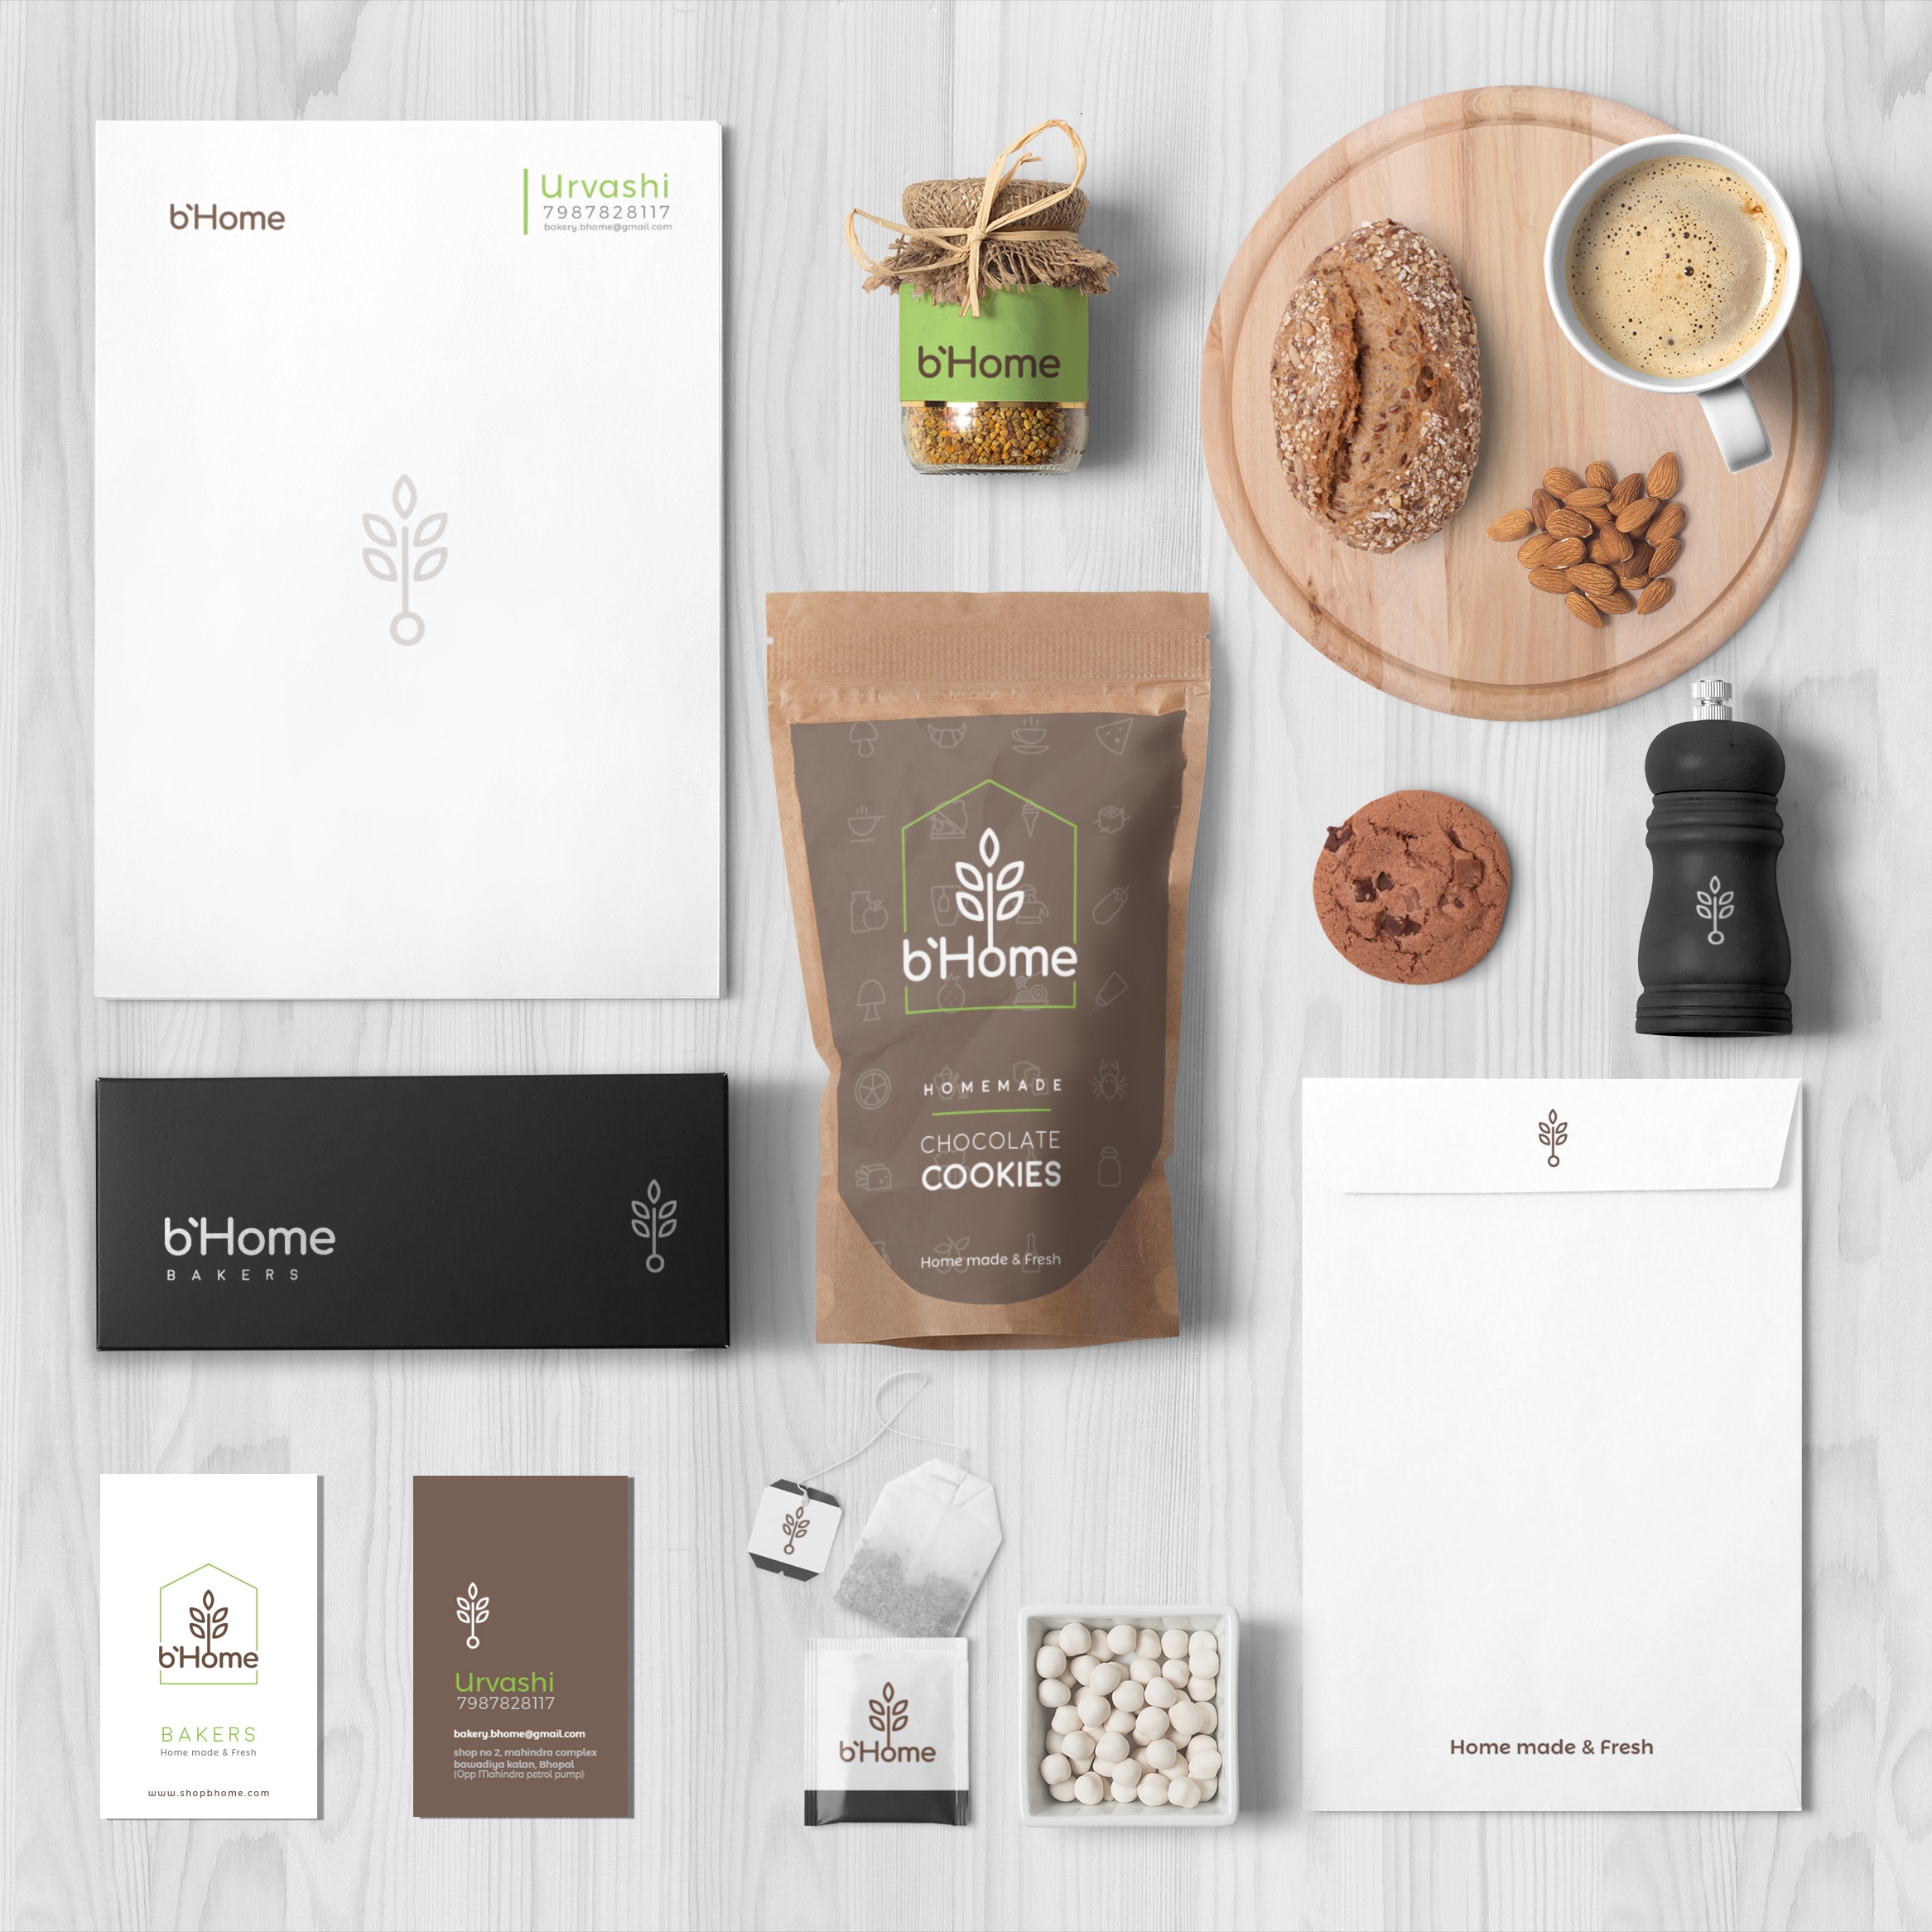 b`Home
Urvashi
7987828117
bakery.bhome@gmail.com
b`Home
b`Home
HOMEMADE
CHOCOLATE
COOKIES
Home made & Fresh
b`Home
BAKERS
b`Home
BAKERS
Home made & Fresh
www.shopbhome.com
Urvashi
7987828117
bakery.bhome@gmail.com
shop no 2, mahindra complex
bawadiya kalan, Bhopal
(Opp Mahindra petrol pump)
b`Home
Home made & Fresh